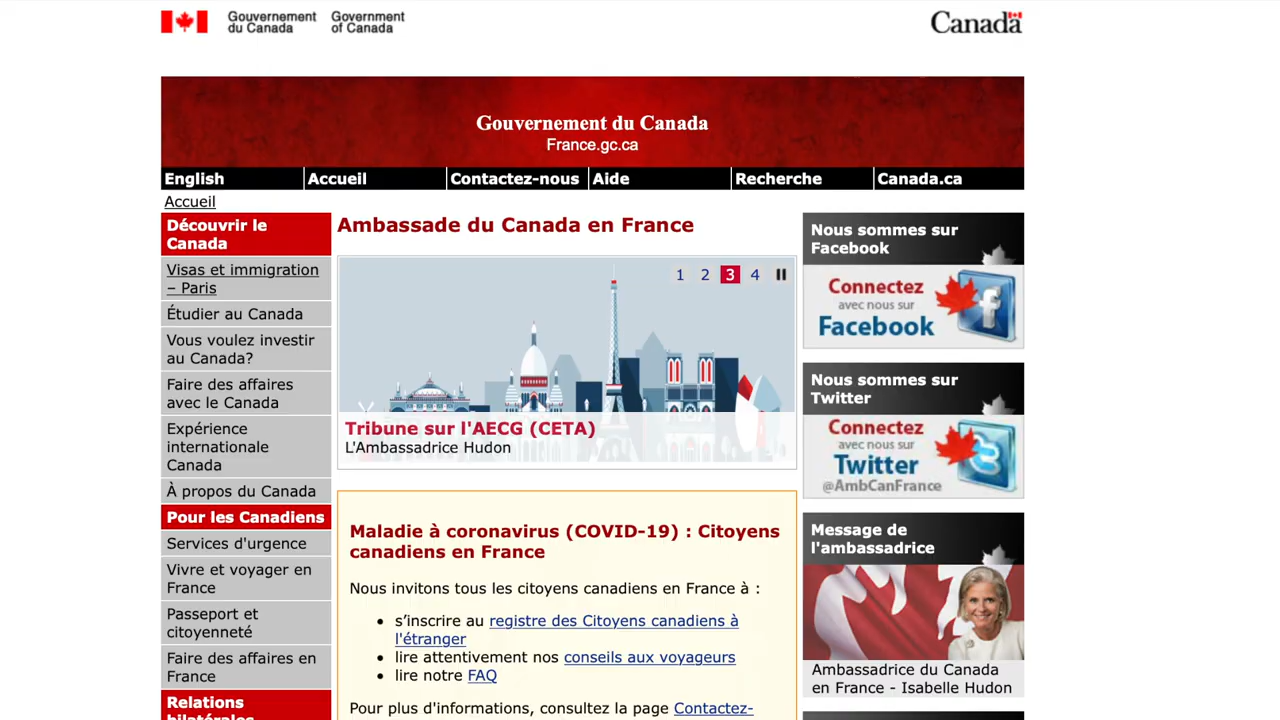 Gouvernement du Canada
Government of Canada
Canada
Gouvernement du Canada
France.gc.ca
English
Accueil
Contactez-nous
Aide
Recherche
Canada.ca
Accueil
Découvrir le
Canada
Visas et immigration
– Paris
Étudier au Canada
Vous voulez investir
au Canada?
Faire des affaires
avec le Canada
Expérience
internationale
Canada
À propos du Canada
Pour les Canadiens
Services d'urgence
Vivre et voyager en
France
Passeport et
citoyenneté
Faire des affaires en
France
Relations
bilatérales
Ambassade du Canada en France
1 2 3 4
Tribune sur l'AECG (CETA)
L'Ambassadrice Hudon
Maladie à coronavirus (COVID-19) : Citoyens
canadiens en France
Nous invitons tous les citoyens canadiens en France à :
s’inscrire au registre des Citoyens canadiens à
l'étranger
lire attentivement nos conseils aux voyageurs
lire notre FAQ
Pour plus d'informations, consultez la page Contactez-
Nous sommes sur
Facebook
Connectez
avec nous sur
Facebook
Nous sommes sur
Twitter
Connectez
avec nous sur
Twitter
@AmbCanFrance
Message de
l'ambassadrice
Ambassadrice du Canada
en France - Isabelle Hudon